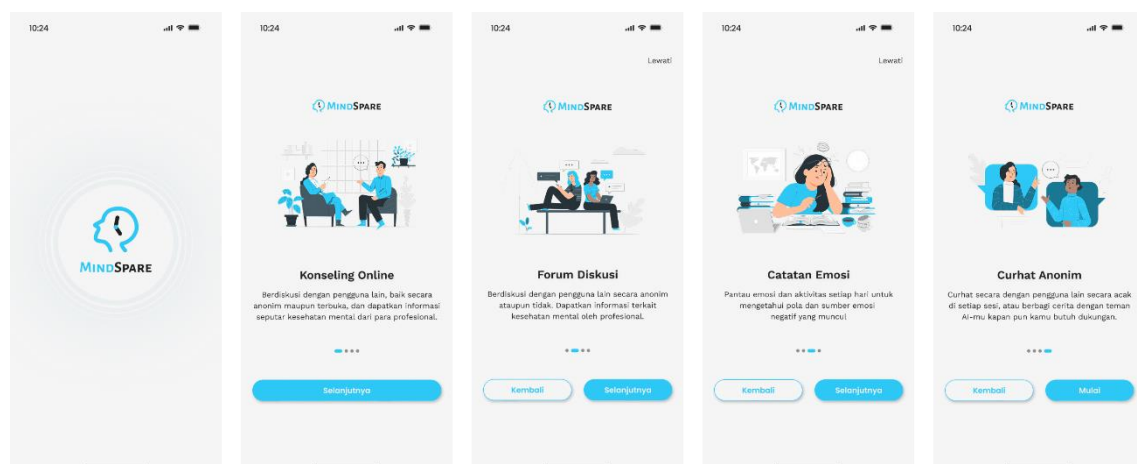 10:24
MINDSPARE
10:24
MINDSPARE
Konseling Online
Berdiskusi dengan pengguna lain, baik secara
anonim maupun terbuka, dan dapatkan informasi
seputar kesehatan mental dari para profesional.
Selanjutnya
10:24
Lewati
MINDSPARE
Forum Diskusi
Berdiskusi dengan pengguna lain secara anonim
ataupun tidak. Dapatkan informasi terkait
kesehatan mental oleh profesional.
Kembali
Selanjutnya
10:24
Lewati
MINDSPARE
Catatan Emosi
Pantau emosi dan aktivitas setiap hari untuk
mengetahui pola dan sumber emosi
negatif yang muncul
Kembali
Selanjutnya
10:24
MINDSPARE
Curhat Anonim
Curhat secara dengan pengguna lain secara acak
di setiap sesi, atau berbagi cerita dengan teman
AI-mu kapan pun kamu butuh dukungan.
Kembali
Mulai